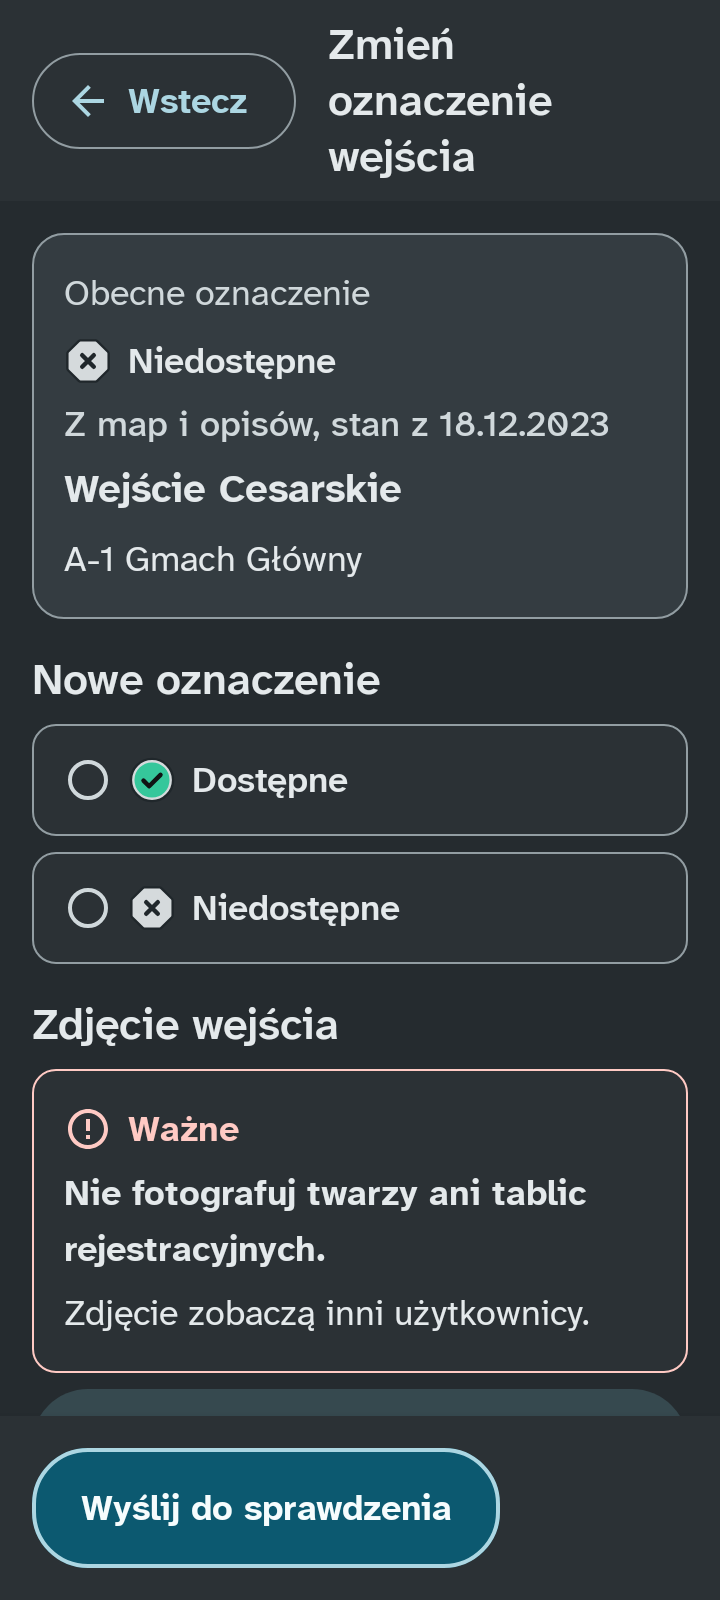 Wstecz
Zmień
oznaczenie
wejścia
Obecne oznaczenie
Niedostępne
Z map i opisów, stan z 18.12.2023
Wejście Cesarskie
A-1 Gmach Główny
Nowe oznaczenie
Dostępne
Niedostępne
Zdjęcie wejścia
Ważne
Nie fotografuj twarzy ani tablic
rejestracyjnych.
Zdjęcie zobaczą inni użytkownicy.
Wyślij do sprawdzenia